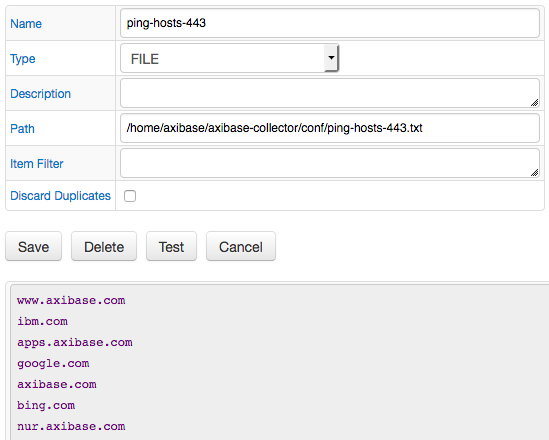 Name ping-hosts-443
Type FILE
Description
Path /home/axibase/axibase-collector/conf/ping-hosts-443.txt
Item Filter
Discard Duplicates
Save Delete Test Cancel
www.axibase.com
ibm.com
apps.axibase.com
google.com
axibase.com
bing.com
nur.axibase.com